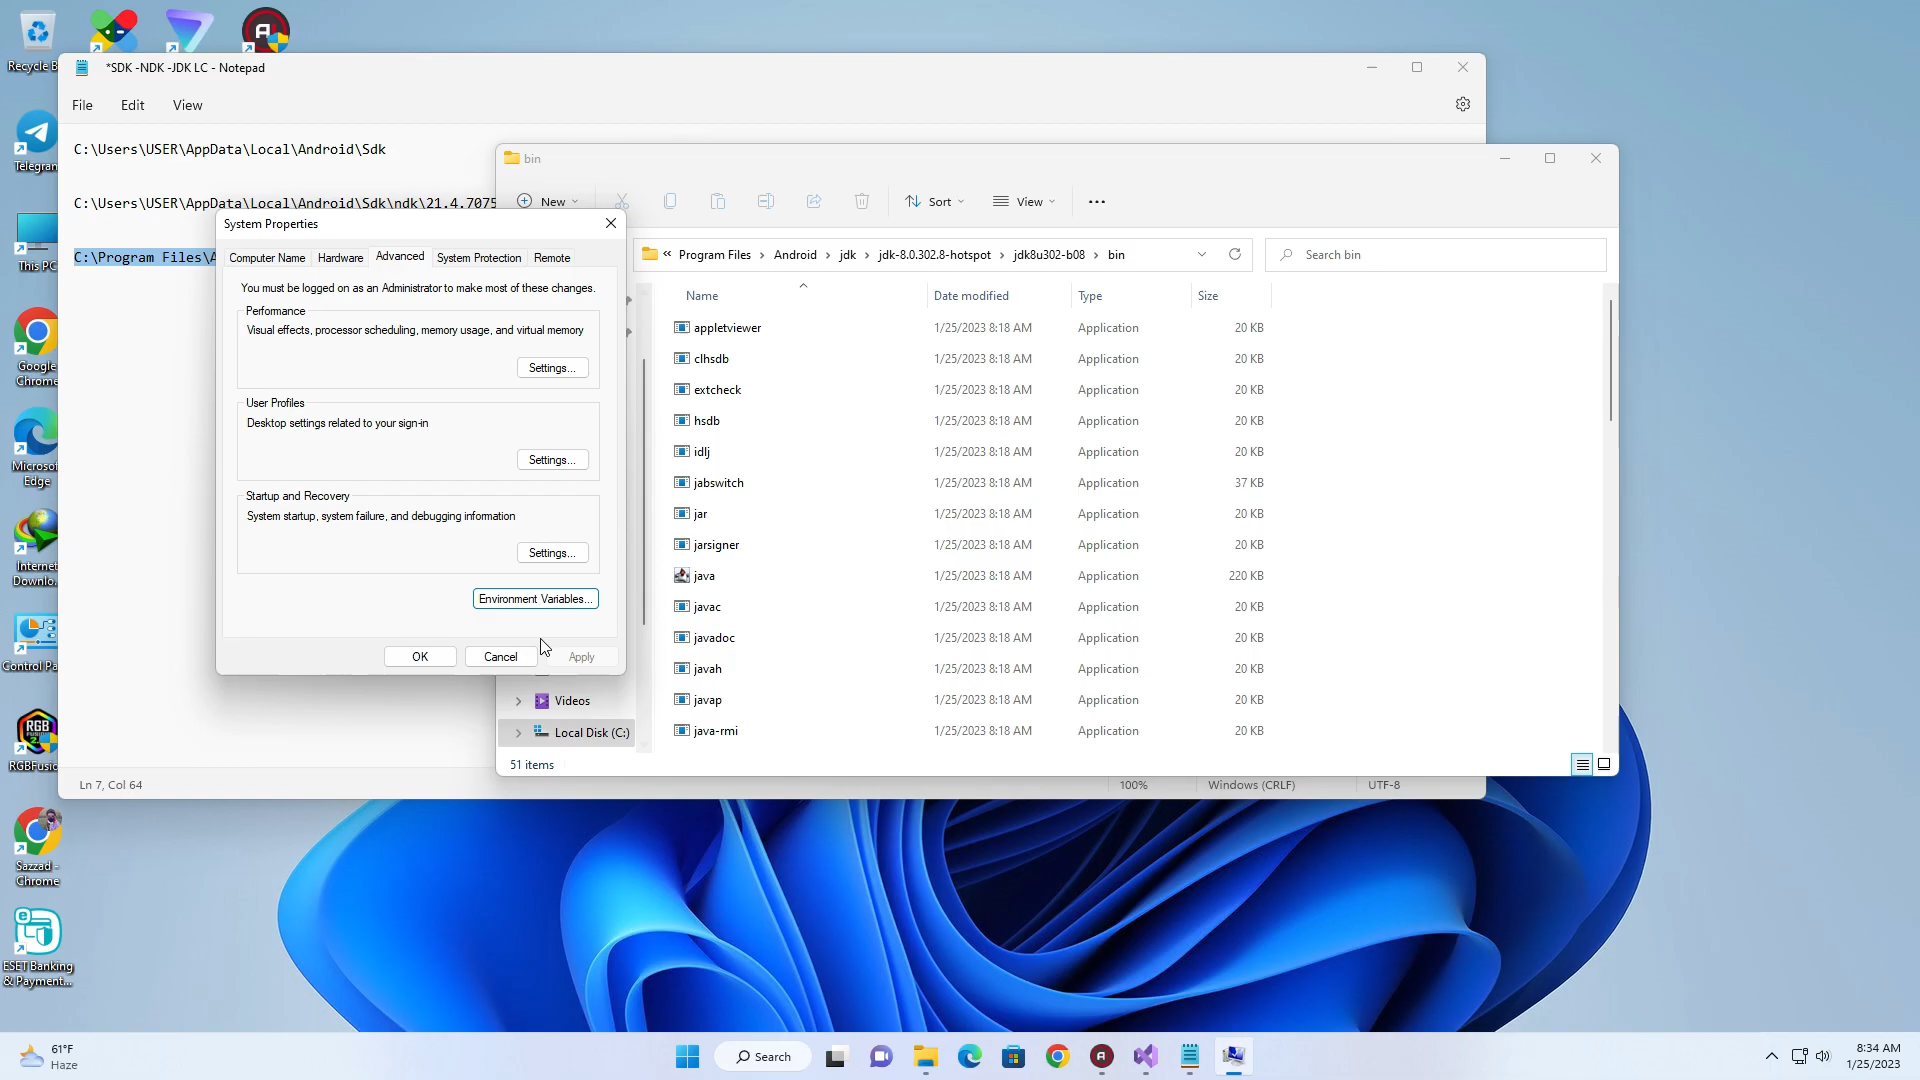 Recycle B
*SDK -NDK -JDK LC - Notepad
File
Edit
View
C:\Users\USER\AppData\Local\Android\Sdk
C:\Users\USER\AppData\Local\Android\Sdk\ndk\21.4.7075
C:\Program Files\A
Ln 7, Col 64
100%
Windows (CRLF)
UTF-8
bin
New
Sort
View
Program Files
Android
jdk
jdk-8.0.302.8-hotspot
jdk8u302-b08
bin
Search bin
Name
Date modified
Type
Size
appletviewer 1/25/2023 8:18 AM Application 20 KB
clhsdb 1/25/2023 8:18 AM Application 20 KB
extcheck 1/25/2023 8:18 AM Application 20 KB
hsdb 1/25/2023 8:18 AM Application 20 KB
idlj 1/25/2023 8:18 AM Application 20 KB
jabswitch 1/25/2023 8:18 AM Application 37 KB
jar 1/25/2023 8:18 AM Application 20 KB
jarsigner 1/25/2023 8:18 AM Application 20 KB
java 1/25/2023 8:18 AM Application 220 KB
javac 1/25/2023 8:18 AM Application 20 KB
javadoc 1/25/2023 8:18 AM Application 20 KB
javah 1/25/2023 8:18 AM Application 20 KB
javap 1/25/2023 8:18 AM Application 20 KB
java-rmi 1/25/2023 8:18 AM Application 20 KB
Videos
Local Disk (C:)
51 items
System Properties
Computer Name
Hardware
Advanced
System Protection
Remote
You must be logged on as an Administrator to make most of these changes.
Performance
Visual effects, processor scheduling, memory usage, and virtual memory
Settings...
User Profiles
Desktop settings related to your sign-in
Settings...
Startup and Recovery
System startup, system failure, and debugging information
Settings...
Environment Variables...
OK
Cancel
Apply
Telegran
This PC
Google
Chrome
Microsof
Edge
Internet
Downlo...
Control Pa
RGB
FUSION
2.0
RGBFusio
Sazzad -
Chrome
ESET Banking
& Payment...
61°F
Haze
Search
8:34 AM
1/25/2023